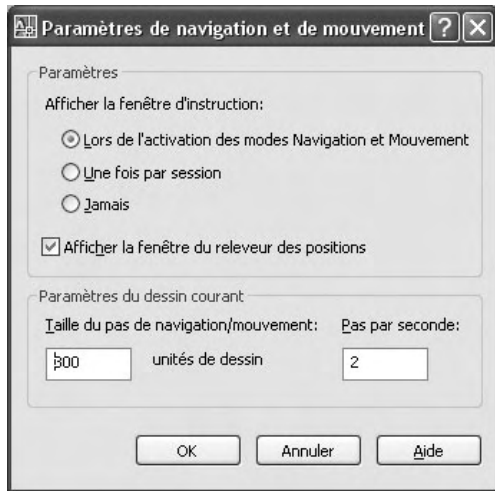 Paramètres de navigation et de mouvement
Paramètres
Afficher la fenêtre d'instruction:
Lors de l'activation des modes Navigation et Mouvement
Une fois par session
Jamais
Afficher la fenêtre du releveur des positions
Paramètres du dessin courant
Taille du pas de navigation/mouvement: Pas par seconde:
300 unités de dessin 2
OK Annuler Aide